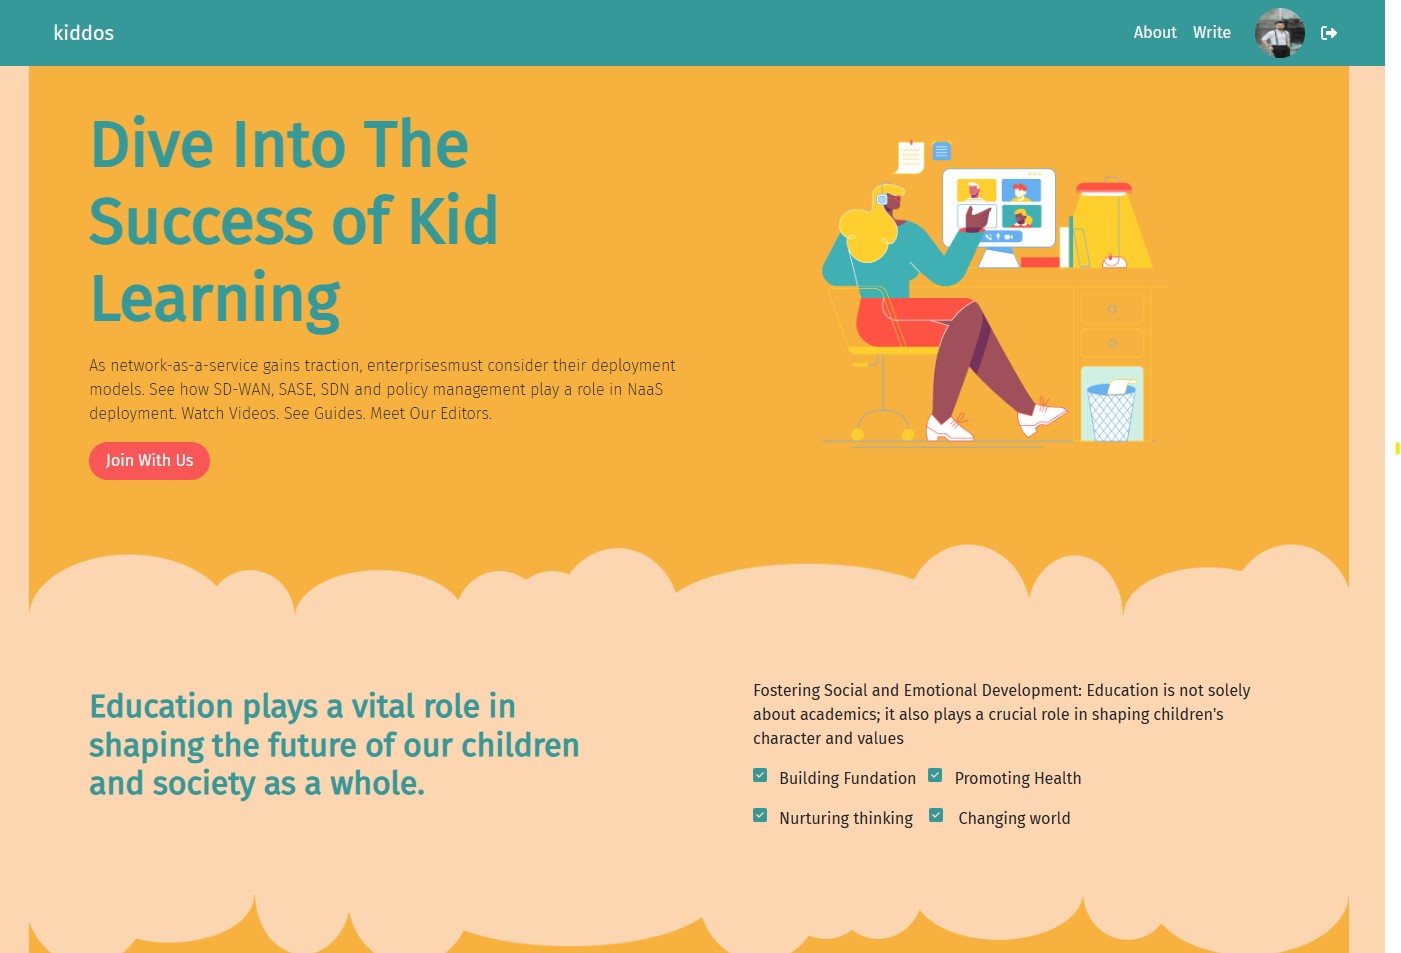 kiddos
About Write
Dive Into The
Success of Kid
Learning
As network-as-a-service gains traction, enterprisesmust consider their deployment
models. See how SD-WAN, SASE, SDN and policy management play a role in NaaS
deployment. Watch Videos. See Guides. Meet Our Editors.
Join With Us
Education plays a vital role in
shaping the future of our children
and society as a whole.
Fostering Social and Emotional Development: Education is not solely
about academics; it also plays a crucial role in shaping children's
character and values
Building Fundation Promoting Health
Nurturing thinking Changing world